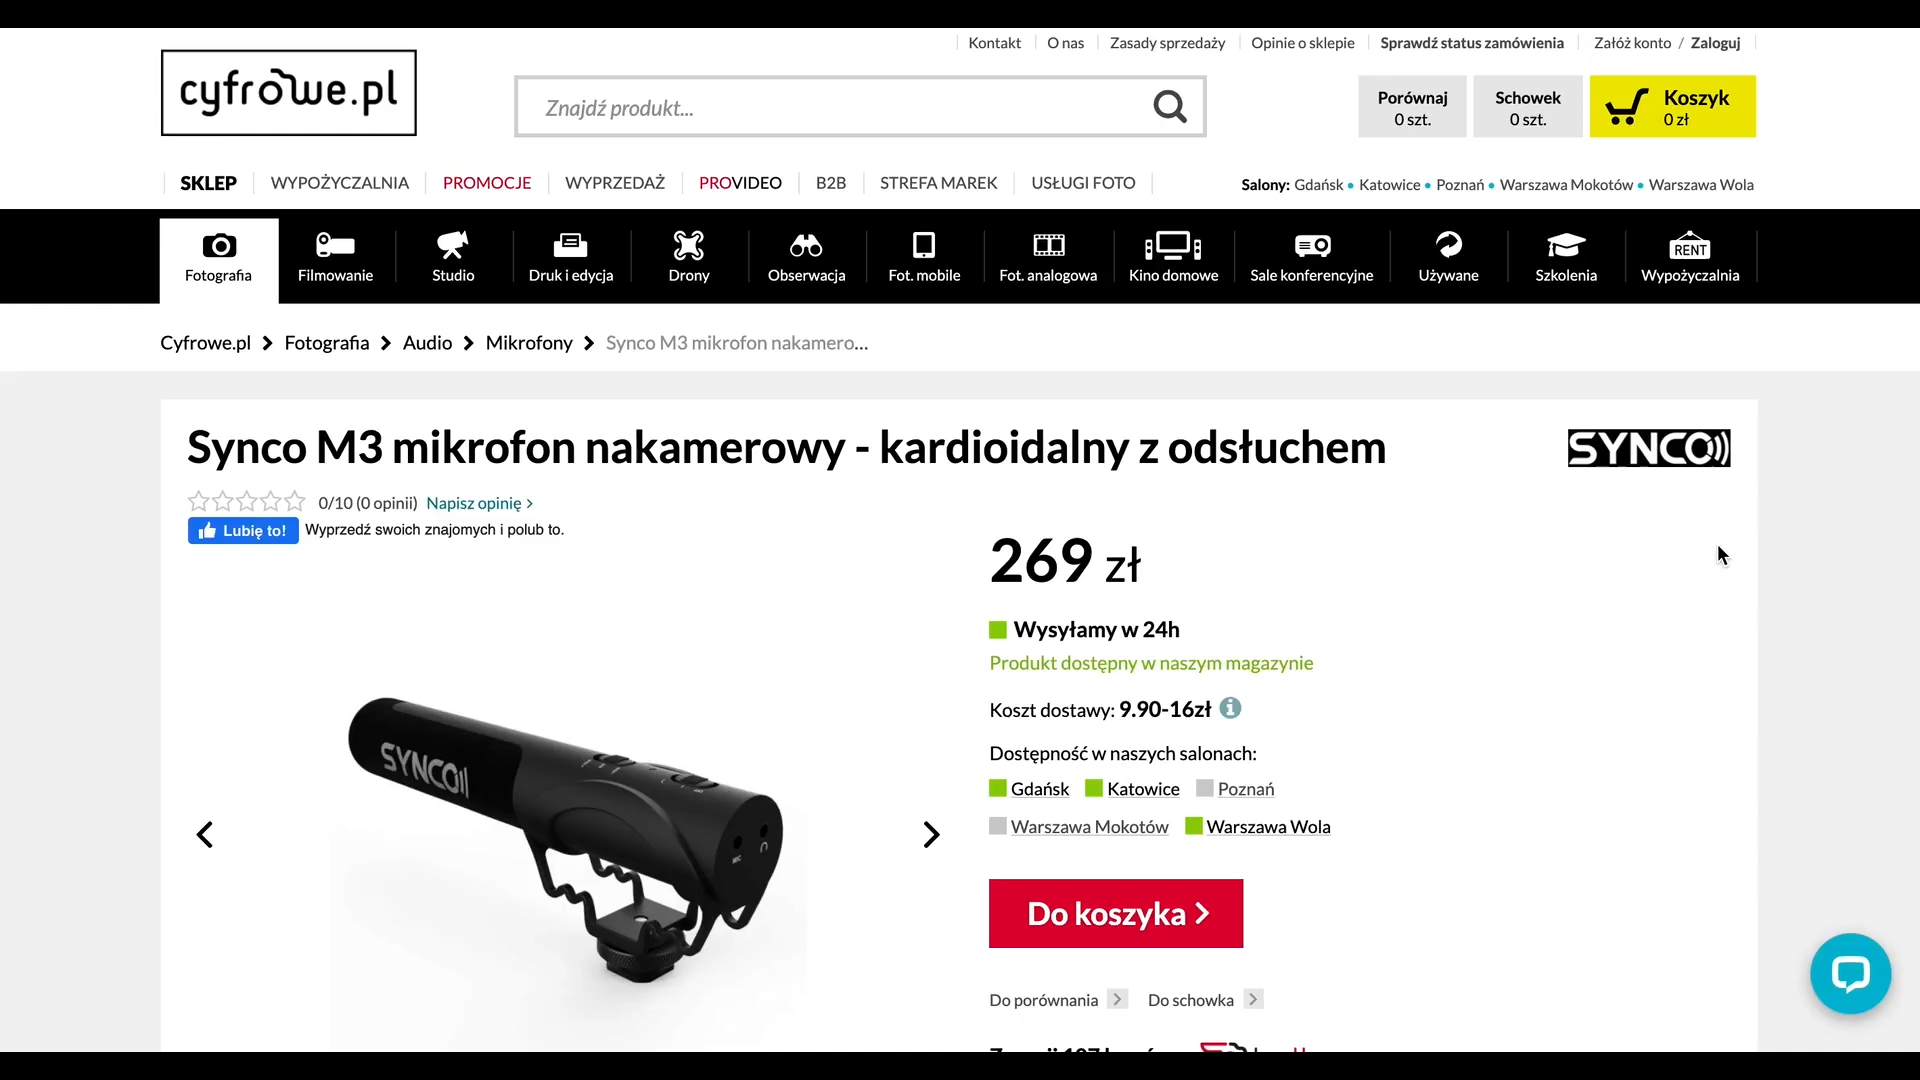 Kontakt O nas Zasady sprzedaży Opinie o sklepie Sprawdź status zamówienia Załóż konto / Zaloguj
cyfrowe.pl
Znajdź produkt...
Porównaj
0 szt.
Schowek
0 szt.
Koszyk
0 zł
SKLEP WYPOŻYCZALNIA PROMOCJE WYPRZEDAŻ PROVIDEO B2B STREFA MAREK USŁUGI FOTO
Salony: Gdańsk • Katowice • Poznań • Warszawa Mokotów • Warszawa Wola
RENT
Fotografia Filmowanie Studio Druk i edycja Drony Obserwacja Fot. mobile Fot. analogowa Kino domowe Sale konferencyjne Używane Szkolenia Wypożyczalnia
Cyfrowe.pl > Fotografia > Audio > Mikrofony > Synco M3 mikrofon nakamero...
Synco M3 mikrofon nakamerowy - kardioidalny z odsłuchem
SYNCO
0/10 (0 opinii) Napisz opinię >
Lubię to! Wyprzedź swoich znajomych i polub to.
269 zł
Wysyłamy w 24h
Produkt dostępny w naszym magazynie
Koszt dostawy: 9.90-16zł
Dostępność w naszych salonach:
Gdańsk Katowice Poznań
Warszawa Mokotów Warszawa Wola
SYNCO
MIC
Do koszyka >
Do porównania > Do schowka >